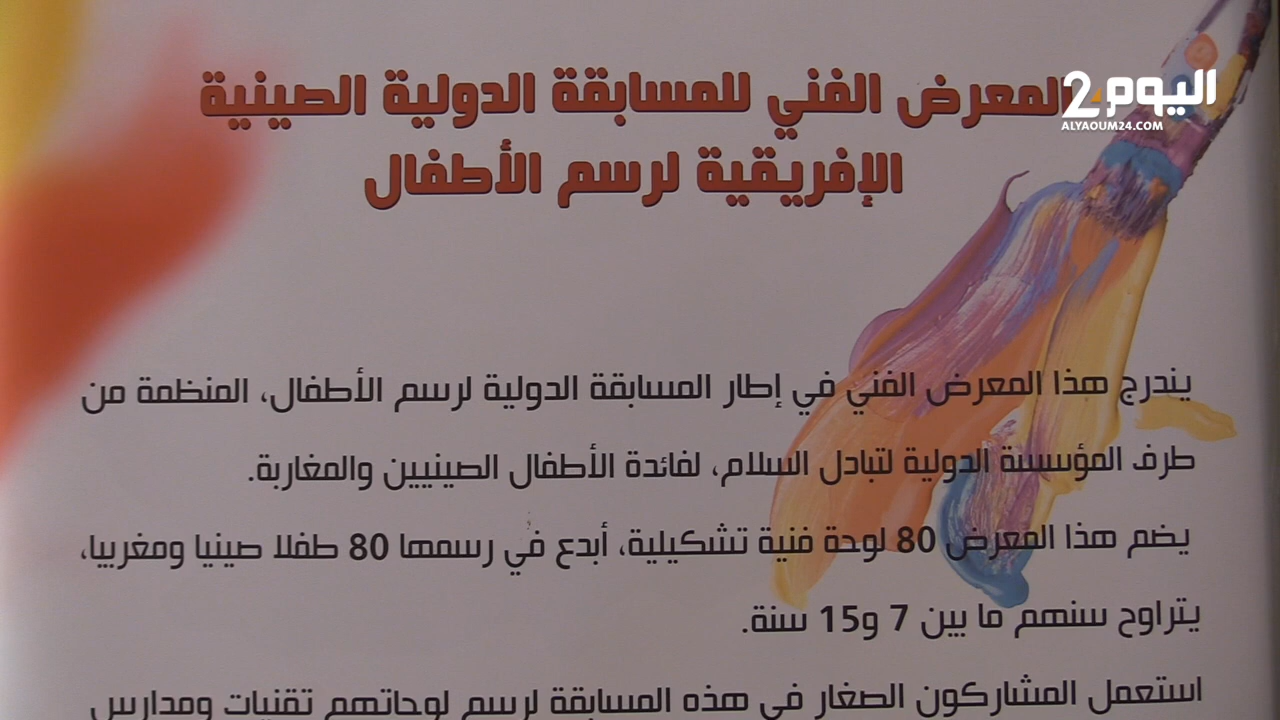 اليوم24
ALYAOUM24.COM
المعرض الفني للمسابقة الدولية الصينية
الإفريقية لرسم الأطفال
يندرج هذا المعرض الفني في إطار المسابقة الدولية لرسم الأطفال، المنظمة من
طرف المؤسسة الدولية لتبادل السلام، لفائدة الأطفال الصينيين والمغاربة.
يضم هذا المعرض 80 لوحة فنية تشكيلية، أبدع في رسمها 80 طفلا صينيا ومغربيا،
يتراوح سنهم ما بين 7 و15 سنة.
استعمل المشاركون الصغار في هذه المسابقة لرسم لوحاتهم تقنيات ومدارس